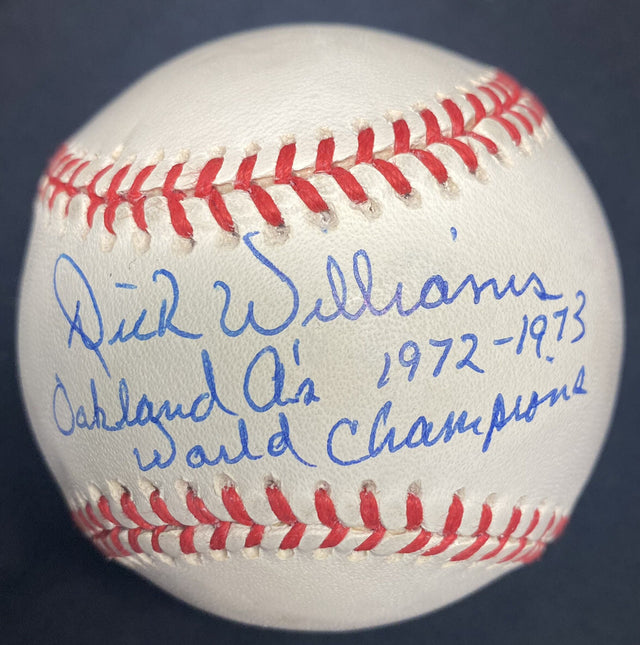 Dick Williams
Oakland A's 1972-1973
World Champions